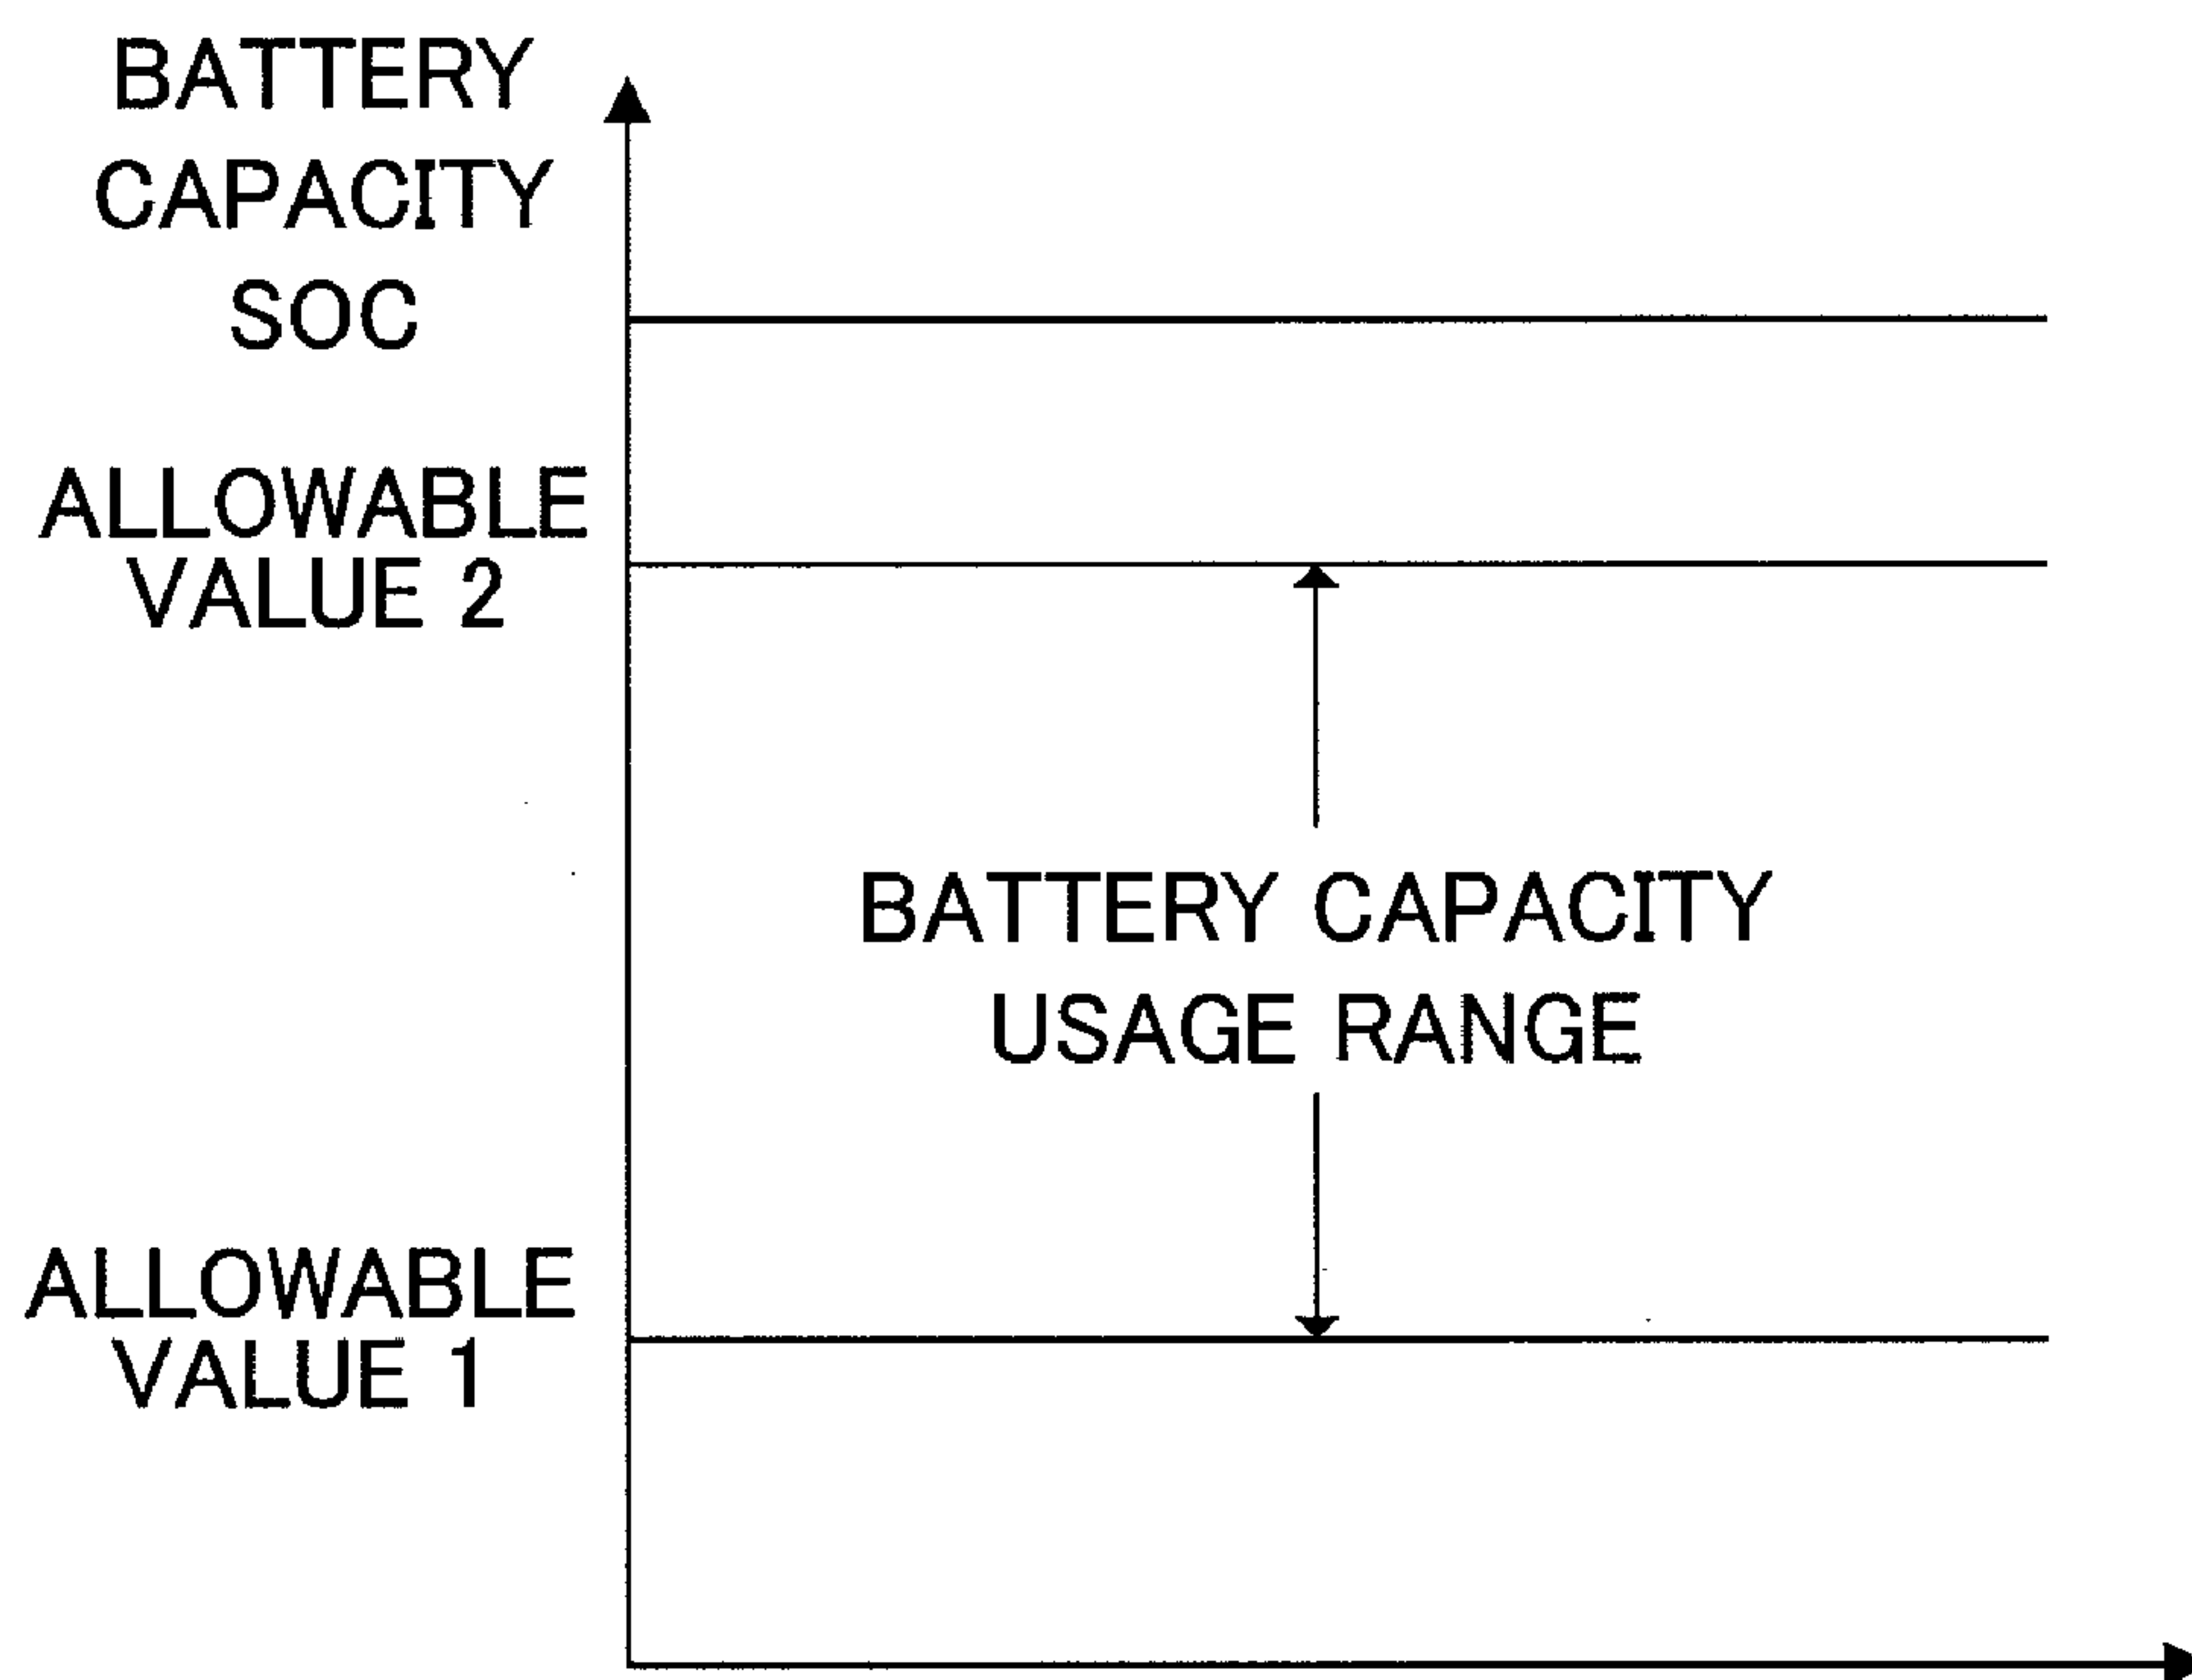 BATTERY
CAPACITY
SOC
ALLOWABLE
VALUE 2
BATTERY CAPACITY
USAGE RANGE
ALLOWABLE
VALUE 1